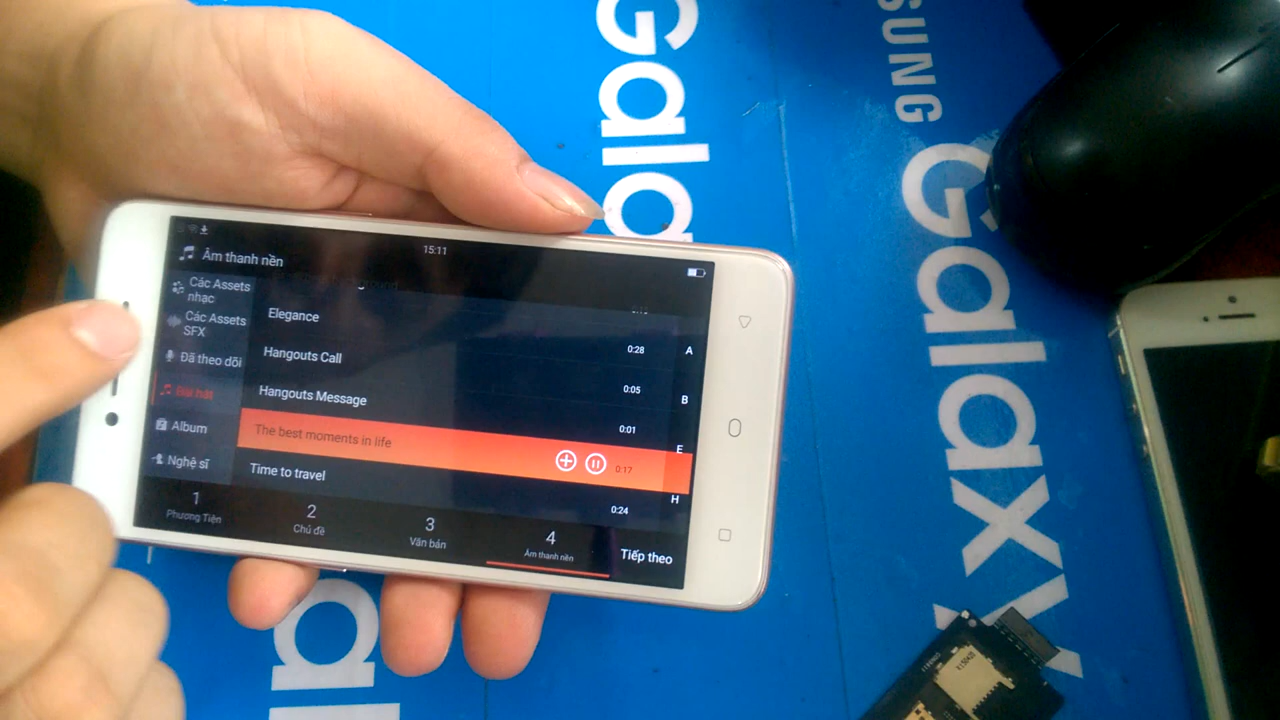 15:11
Âm thanh nền
Các Assets
nhạc
Các Assets
SFX
Đã theo dõi
Bài hát
Album
Nghệ sĩ
Elegance
Hangouts Call
0:28
Hangouts Message
0:05
0:01
The best moments in life
0:17
Time to travel
0:24
A
B
E
H
1
Phương Tiện
2
Chủ đề
3
Văn bản
4
Âm thanh nền
Tiếp theo
Galax
SUNG
Galaxy
a